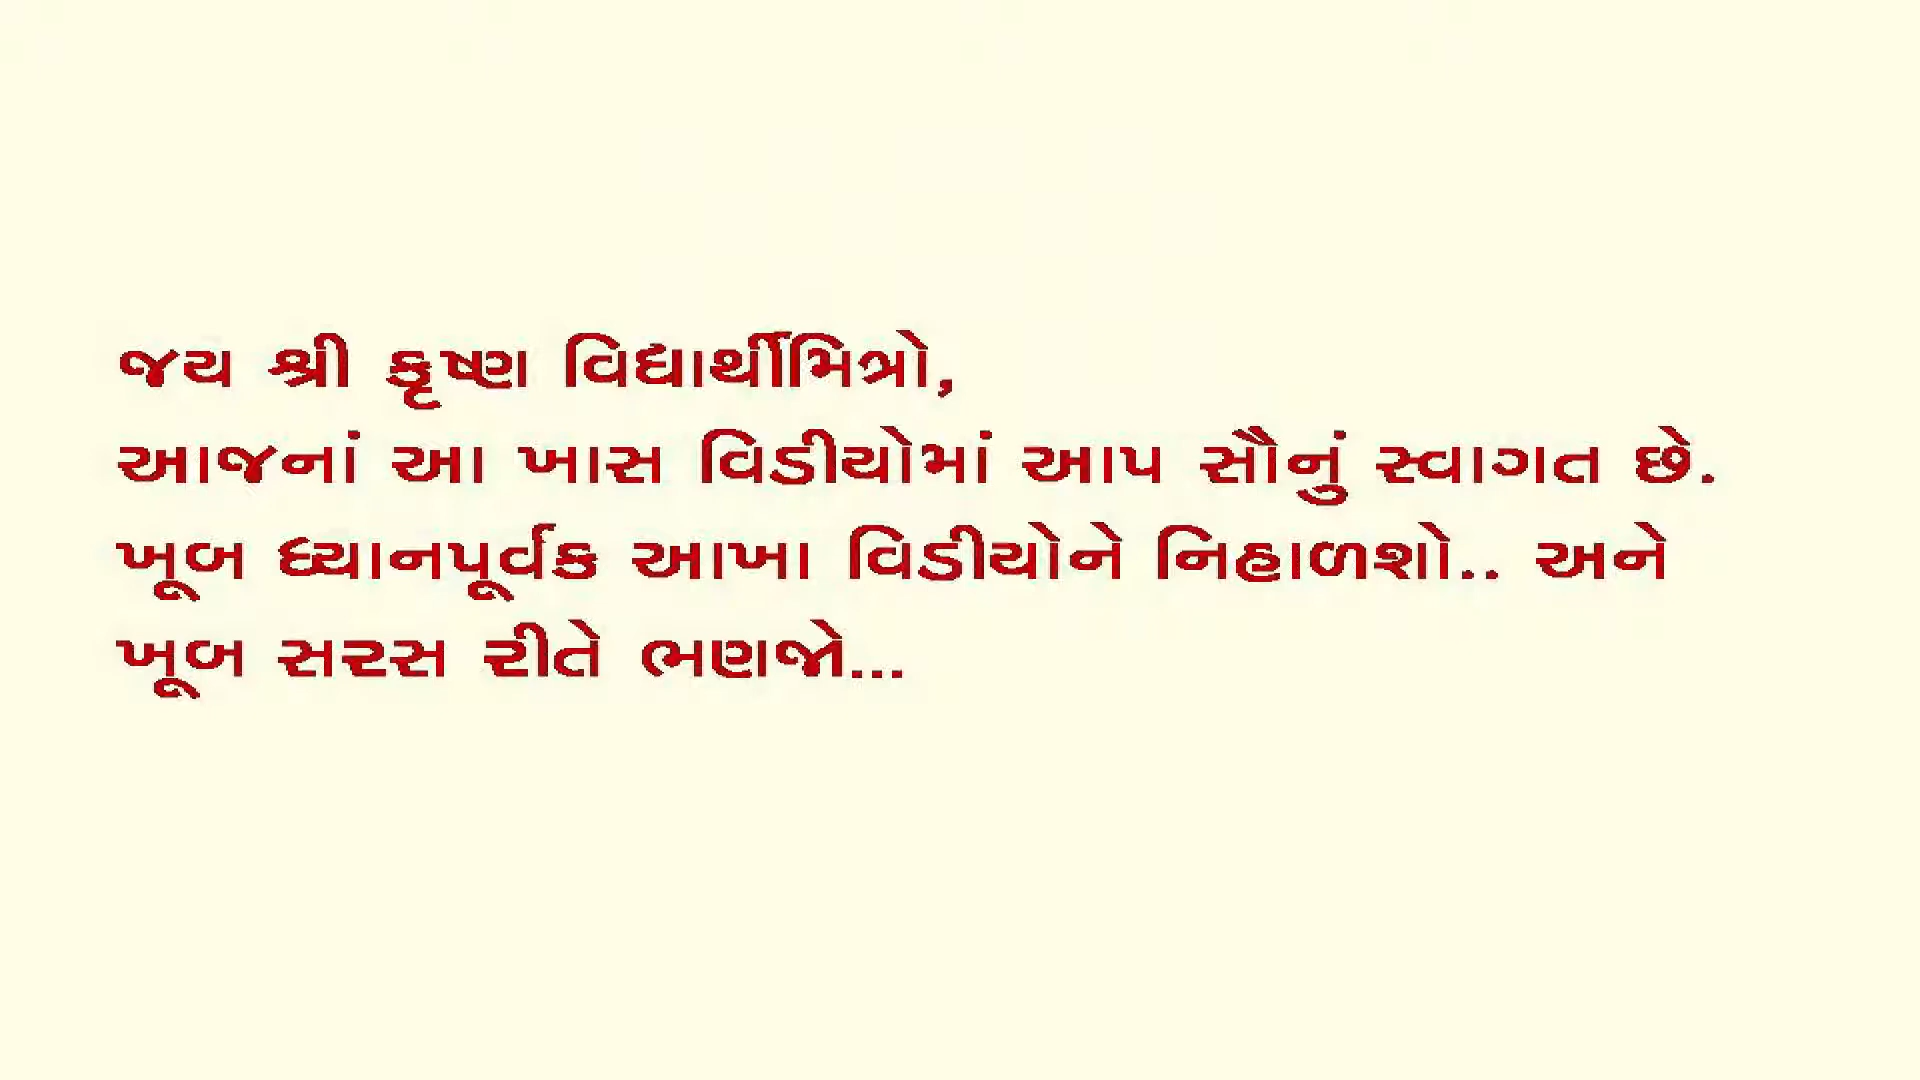 જય શ્રી કૃષ્ણ વિદ્યાર્થીમિત્રો,
આજનાં આ ખાસ વિડીયોમાં આપ સૌનું સ્વાગત છે.
ખૂબ ધ્યાનપૂર્વક આખા વિડીયોને નિહાળશો.. અને
ખૂબ સરસ રીતે ભણજો...